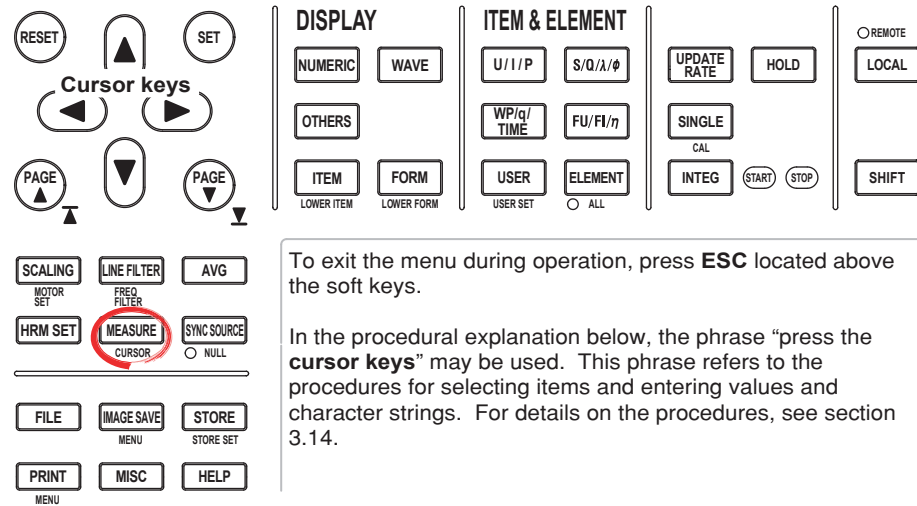 RESET
SET
Cursor keys
PAGE
PAGE
DISPLAY
NUMERIC WAVE
OTHERS
ITEM FORM
LOWER ITEM LOWER FORM
ITEM & ELEMENT
U / I / P S/Q/λ/ø
WP/q/
TIME
FU/FI/η
USER ELEMENT
USER SET ALL
UPDATE
RATE
HOLD
SINGLE
CAL
INTEG START STOP
REMOTE
LOCAL
SHIFT
SCALING LINE FILTER AVG
MOTOR
SET
FREQ
FILTER
HRM SET MEASURE SYNC SOURCE
CURSOR NULL
FILE IMAGE SAVE STORE
MENU STORE SET
PRINT MISC HELP
MENU
To exit the menu during operation, press ESC located above
the soft keys.
In the procedural explanation below, the phrase “press the
cursor keys” may be used. This phrase refers to the
procedures for selecting items and entering values and
character strings. For details on the procedures, see section
3.14.